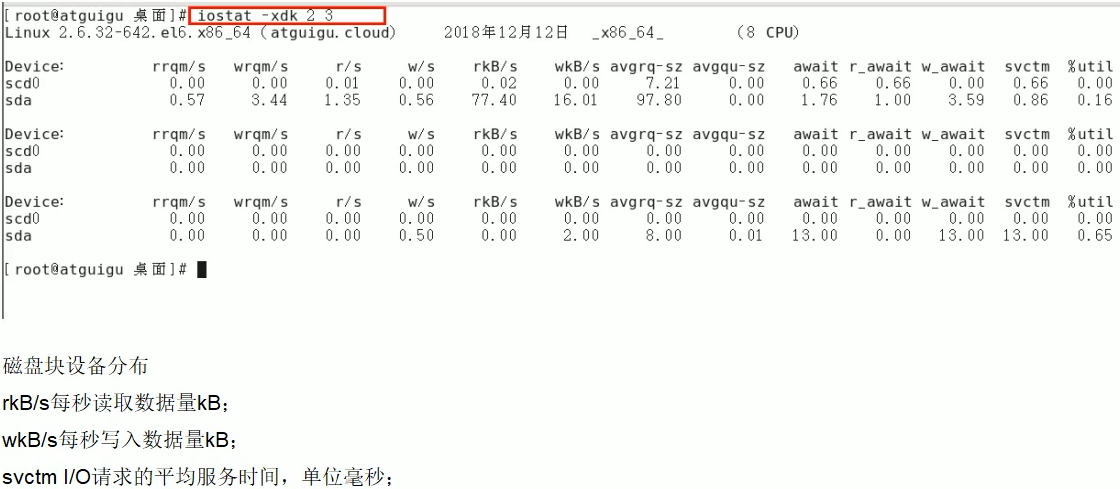 [root@atguigu 桌面]# iostat -xdk 2 3
Linux 2.6.32-642.el6.x86_64 (atguigu.cloud) 2018年12月12日 _x86_64_ (8 CPU)
Device: rrqm/s wrqm/s r/s w/s rkB/s wkB/s avgrq-sz avgqu-sz await r_await w_await svctm %util
scd0 0.00 0.00 0.01 0.00 0.02 0.00 7.21 0.00 0.66 0.66 0.00 0.66 0.00
sda 0.57 3.44 1.35 0.56 77.40 16.01 97.80 0.00 1.76 1.00 3.59 0.86 0.16
Device: rrqm/s wrqm/s r/s w/s rkB/s wkB/s avgrq-sz avgqu-sz await r_await w_await svctm %util
scd0 0.00 0.00 0.00 0.00 0.00 0.00 0.00 0.00 0.00 0.00 0.00 0.00 0.00
sda 0.00 0.00 0.00 0.00 0.00 0.00 0.00 0.00 0.00 0.00 0.00 0.00 0.00
Device: rrqm/s wrqm/s r/s w/s rkB/s wkB/s avgrq-sz avgqu-sz await r_await w_await svctm %util
scd0 0.00 0.00 0.00 0.00 0.00 0.00 0.00 0.00 0.00 0.00 0.00 0.00 0.00
sda 0.00 0.00 0.00 0.50 0.00 2.00 8.00 0.01 13.00 0.00 13.00 13.00 0.65
[root@atguigu 桌面]#
磁盘块设备分布
rkB/s每秒读取数据量kB;
wkB/s每秒写入数据量kB;
svctm I/O请求的平均服务时间，单位毫秒;